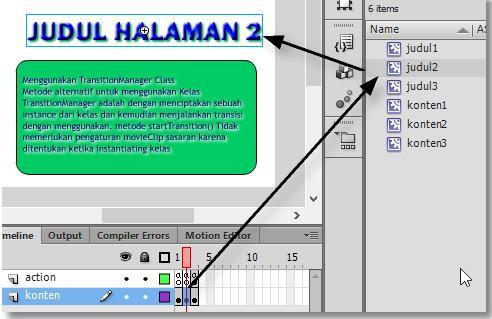 6 items
Name
AS
JUDUL HALAMAN 2
judul1
judul2
judul3
konten1
konten2
konten3
Menggunakan TransitionManager Class
Metode alternatif untuk menggunakan Kelas
TransitionManager adalah dengan menciptakan sebuah
instance dari kelas dan kemudian menjalankan transisi
dengan menggunakan. metode startTransition() Tidak
memerlukan pengaturan movieClip sasaran karena
ditentukan ketika instantiating kelas
meline
Output
Compiler Errors
Motion Editor
1 5 10 15
action
konten